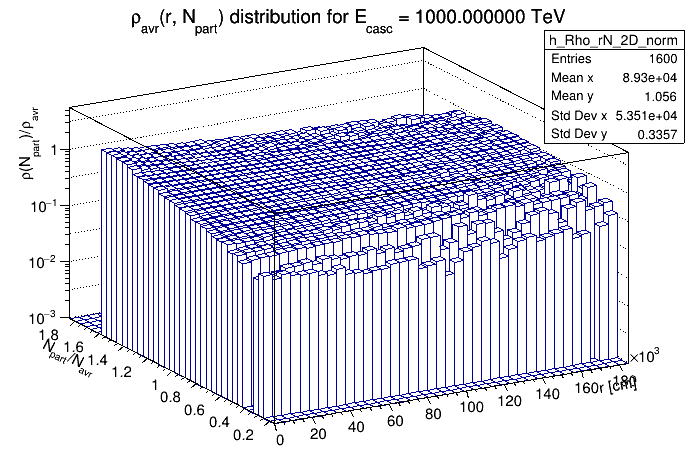 ρavr(r, Npart) distribution for Ecasc = 1000.000000 TeV
h_Rho_rN_2D_norm
Entries 1600
Mean x 8.93e+04
Mean y 1.056
Std Dev x 5.351e+04
Std Dev y 0.3357
ρ(Npart)/ρavr
1
10−1
10−2
10−3
1.8 1.6 1.4 1.2 1 0.8 0.6 0.4 0.2
Npart/Navr
0 20 40 60 80 100 120 140 160 180
×103
r [cm]